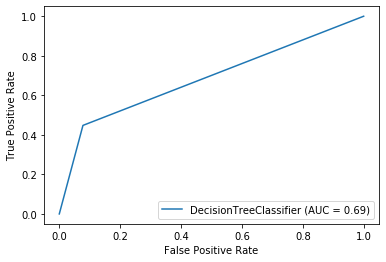 1.0
0.8
0.6
0.4
0.2
0.0
True Positive Rate
DecisionTreeClassifier (AUC = 0.69)
0.0 0.2 0.4 0.6 0.8 1.0
False Positive Rate